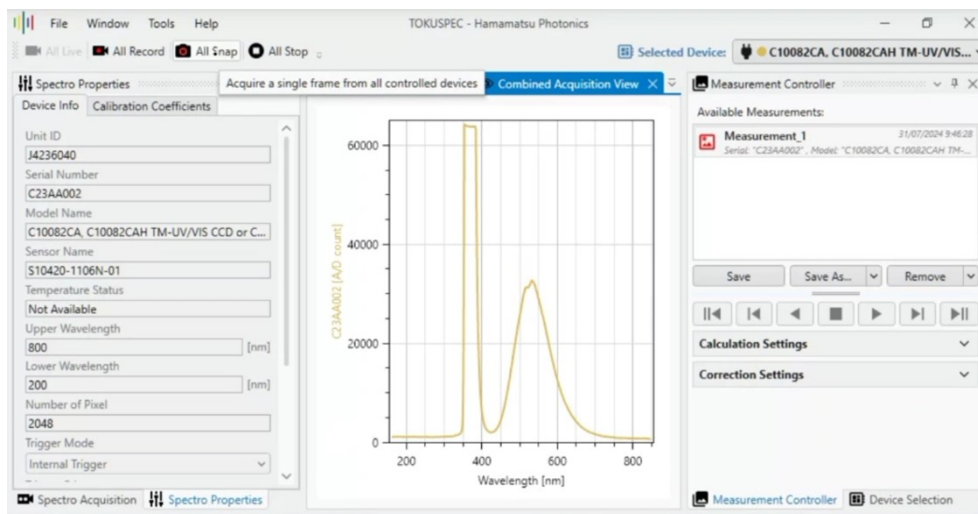 File Window Tools Help TOKUSPEC - Hamamatsu Photonics
All Live All Record All Snap All Stop Selected Device: C10082CA, C10082CAH TM-UV/VIS...
Acquire a single frame from all controlled devices
Spectro Properties
Device Info Calibration Coefficients
Unit ID
J4236040
Serial Number
C23AA002
Model Name
C10082CA, C10082CAH TM-UV/VIS CCD or C...
Sensor Name
S10420-1106N-01
Temperature Status
Not Available
Upper Wavelength
800 [nm]
Lower Wavelength
200 [nm]
Number of Pixel
2048
Trigger Mode
Internal Trigger
Spectro Acquisition Spectro Properties
Combined Acquisition View
C23AA002 [A/D count]
60000
40000
20000
0
200 400 600 800
Wavelength [nm]
Measurement Controller
Available Measurements:
Measurement_1 31/07/2024 9:46:28
Serial: "C23AA002", Model: "C10082CA, C10082CAH TM-...
Save Save As... Remove
Calculation Settings
Correction Settings
Measurement Controller Device Selection